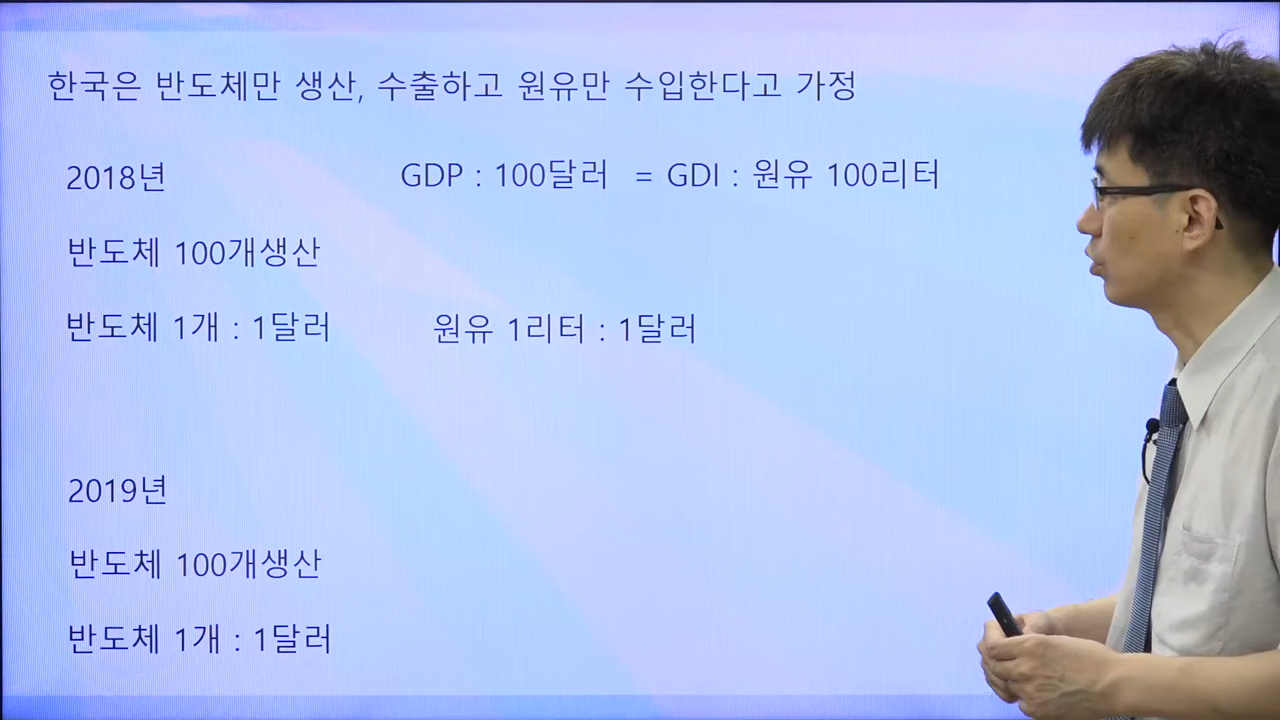 한국은 반도체만 생산, 수출하고 원유만 수입한다고 가정
2018년 GDP : 100달러 = GDI : 원유 100리터
반도체 100개생산
반도체 1개 : 1달러 원유 1리터 : 1달러
2019년
반도체 100개생산
반도체 1개 : 1달러